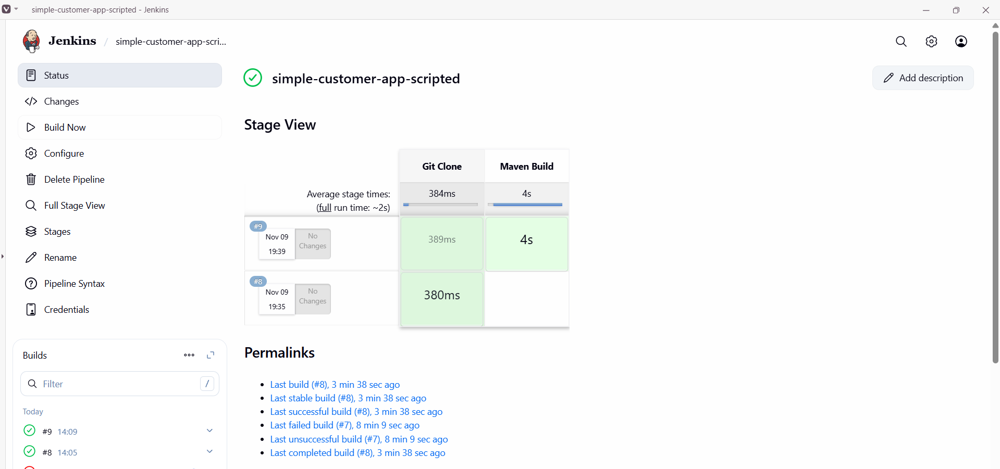 simple-customer-app-scripted - Jenkins
Jenkins / simple-customer-app-scri...
Status
Changes
Build Now
Configure
Delete Pipeline
Full Stage View
Stages
Rename
Pipeline Syntax
Credentials
Builds
Filter /
Today
#9 14:09
#8 14:05
simple-customer-app-scripted
Add description
Stage View
Git Clone Maven Build
Average stage times: 384ms 4s
(full run time: ~2s)
#9
Nov 09 No
19:39 Changes
389ms 4s
#8
Nov 09 No
19:35 Changes
380ms
Permalinks
Last build (#8), 3 min 38 sec ago
Last stable build (#8), 3 min 38 sec ago
Last successful build (#8), 3 min 38 sec ago
Last failed build (#7), 8 min 9 sec ago
Last unsuccessful build (#7), 8 min 9 sec ago
Last completed build (#8), 3 min 38 sec ago